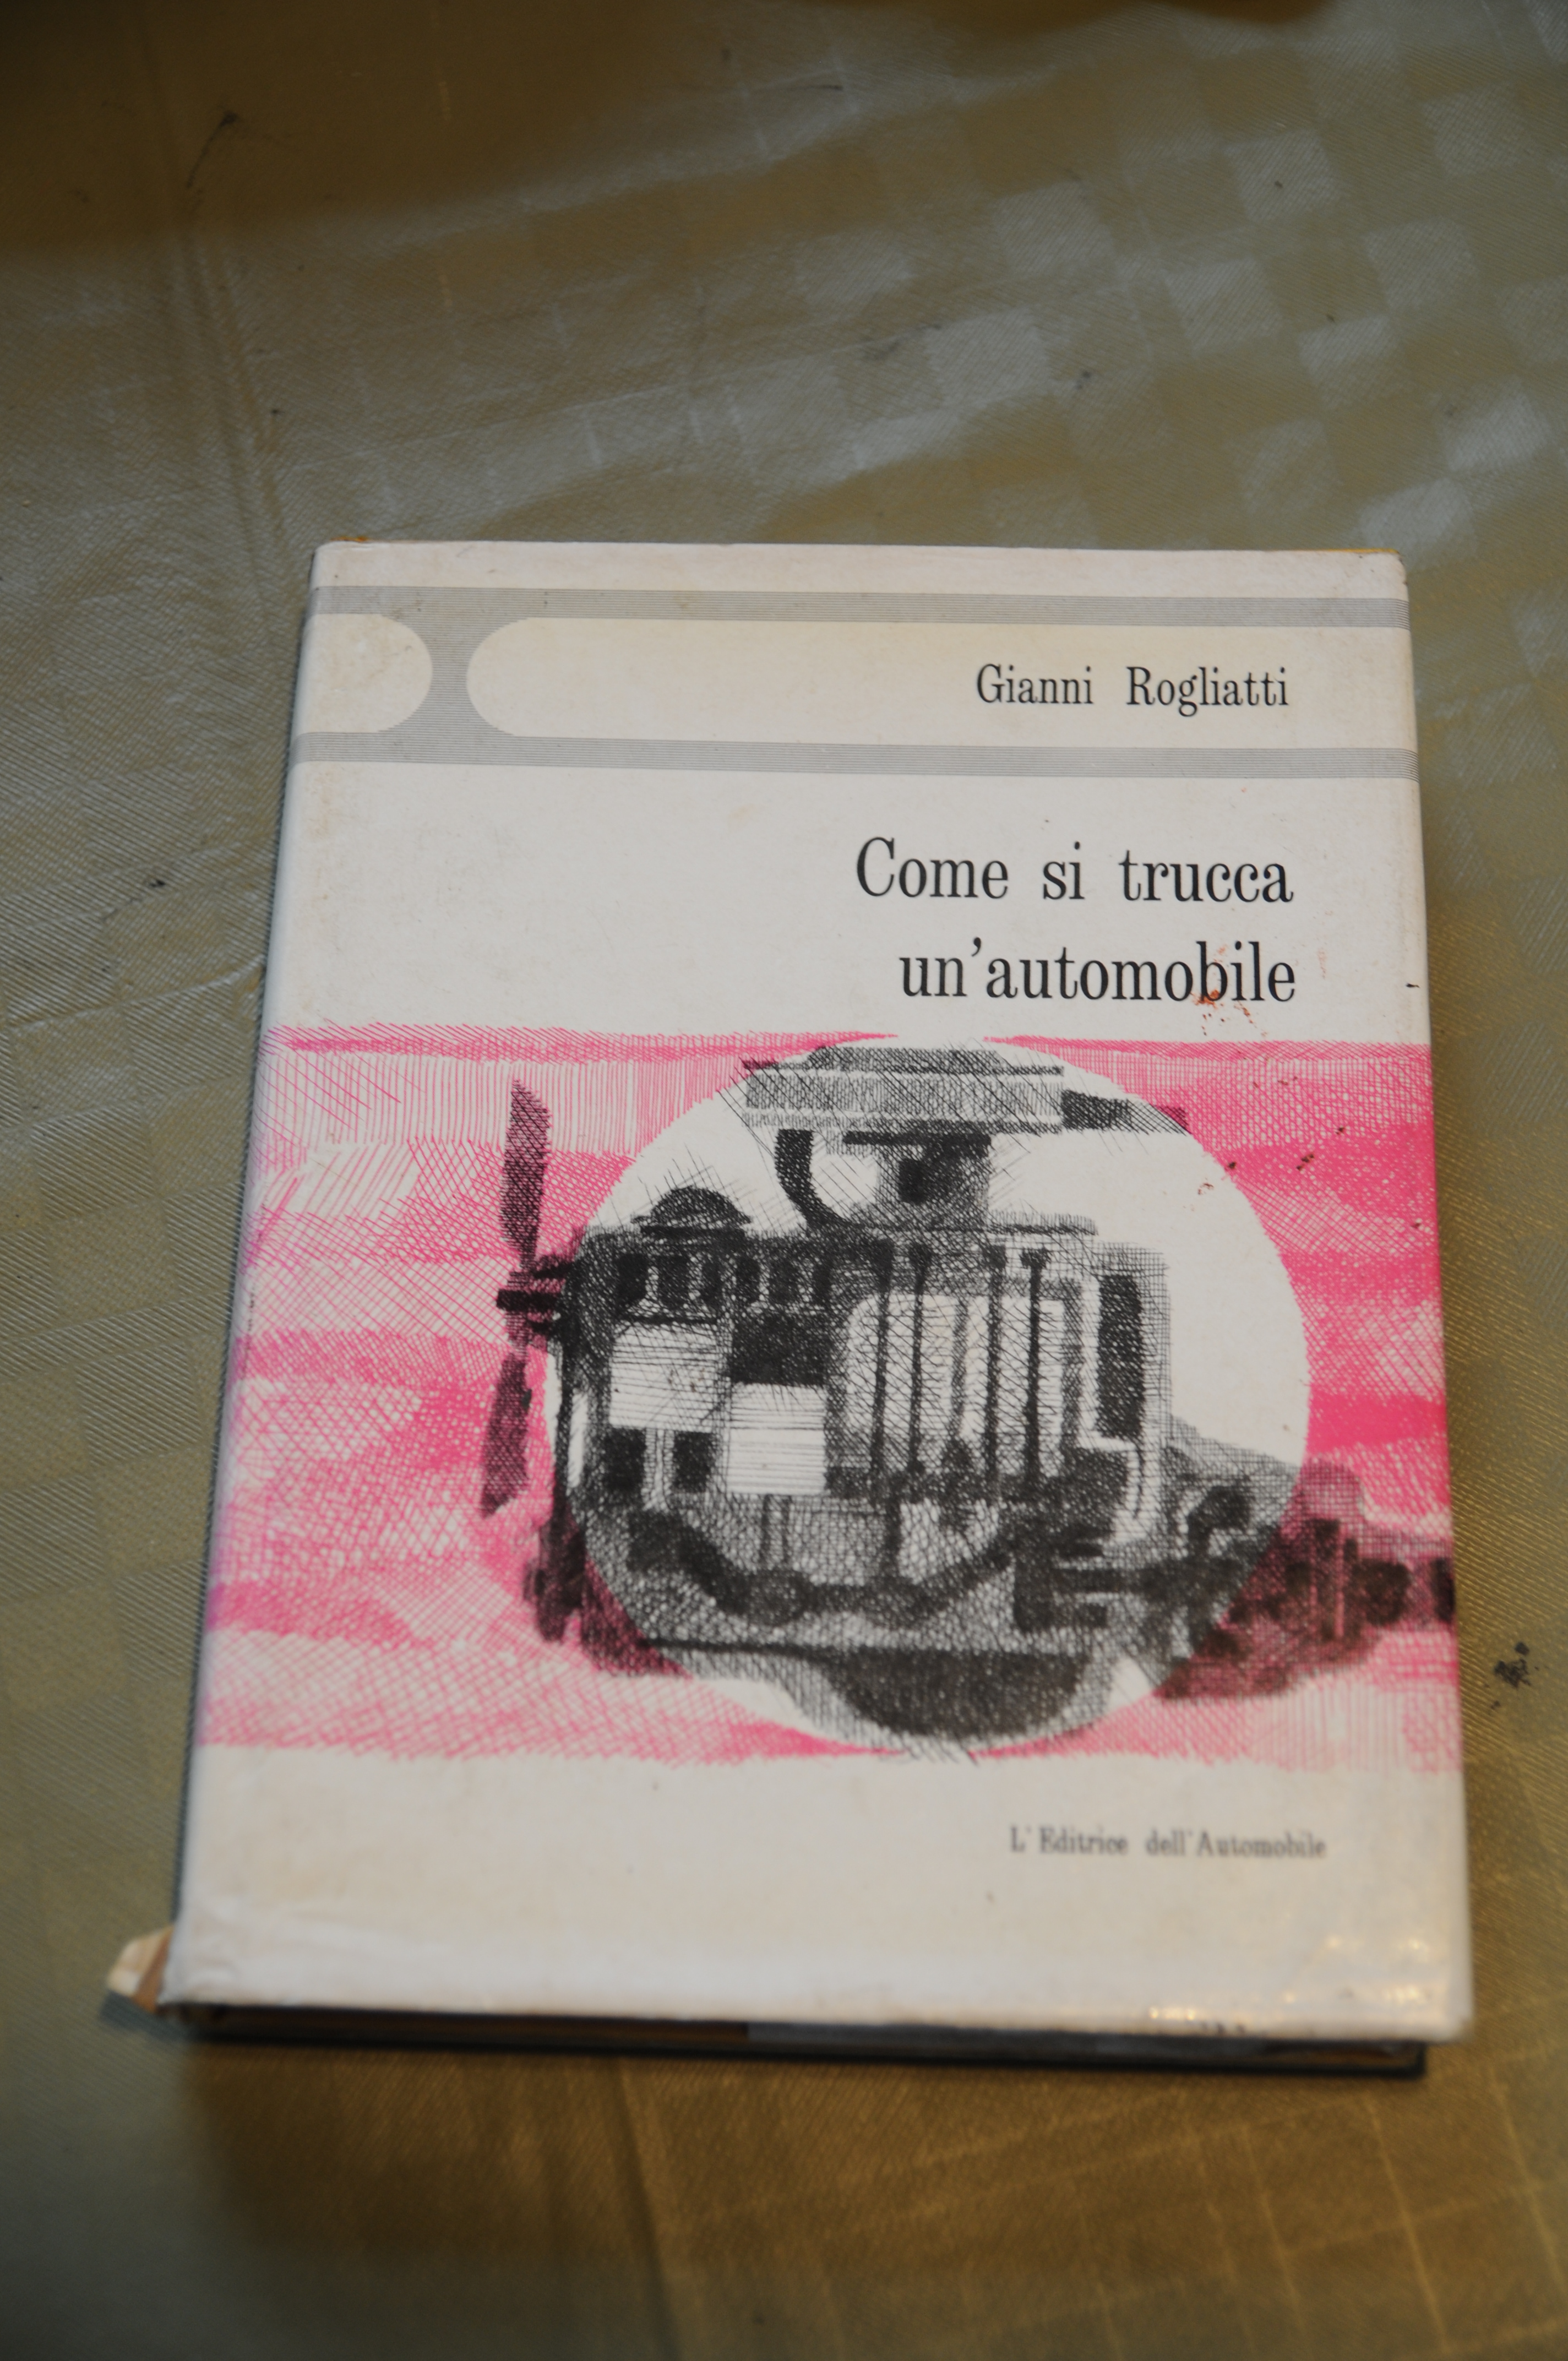 Gianni Rogliatti
Come si trucca
un'automobile
L'Editrice dell'Automobile